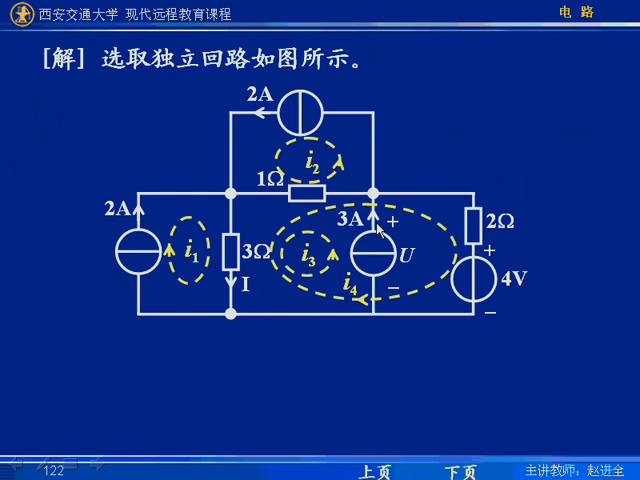 西安交通大学 现代远程教育课程
电 路
[解] 选取独立回路如图所示。
2A
i2
1Ω
2A
3A
+
2Ω
i1
3Ω
i3
U
+
I
i4
−
4V
−
122
上页
下页
主讲教师：赵进全